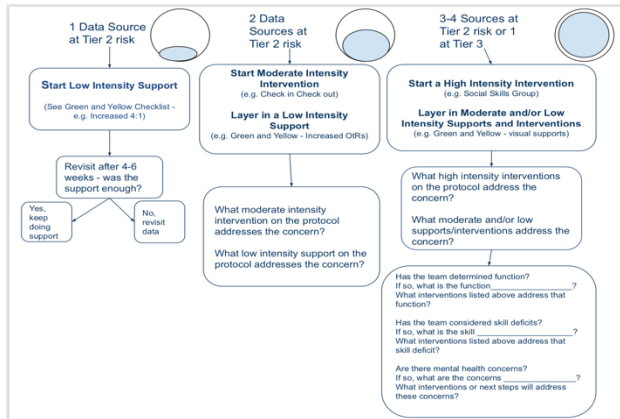 1 Data Source
at Tier 2 risk
Start Low Intensity Support
(See Green and Yellow Checklist -
e.g. Increased 4:1)
Revisit after 4-6
weeks - was the
support enough?
Yes,
keep
doing
support
No,
revisit
data
2 Data
Sources at
Tier 2 risk
Start Moderate Intensity
Intervention
(e.g. Check in Check out)
Layer in a Low Intensity
Support
(e.g. Green and Yellow - Increased OtRs)
What moderate intensity
intervention on the protocol
addresses the concern?
What low intensity support on the
protocol addresses the concern?
3-4 Sources at
Tier 2 risk or 1
at Tier 3
Start a High Intensity Intervention
(e.g. Social Skills Group)
Layer in Moderate and/or Low
Intensity Supports and Interventions
(e.g. Green and Yellow - visual supports)
What high intensity interventions
on the protocol address the
concern?
What moderate and/or low
supports/interventions address the
concern?
Has the team determined function?
If so, what is the function__________________?
What interventions listed above address that
function?
Has the team considered skill deficits?
If so, what is the skill ____________________?
What interventions listed above address that
skill deficit?
Are there mental health concerns?
If so, what are the concerns ____________?
What interventions or next steps will address
these concerns?